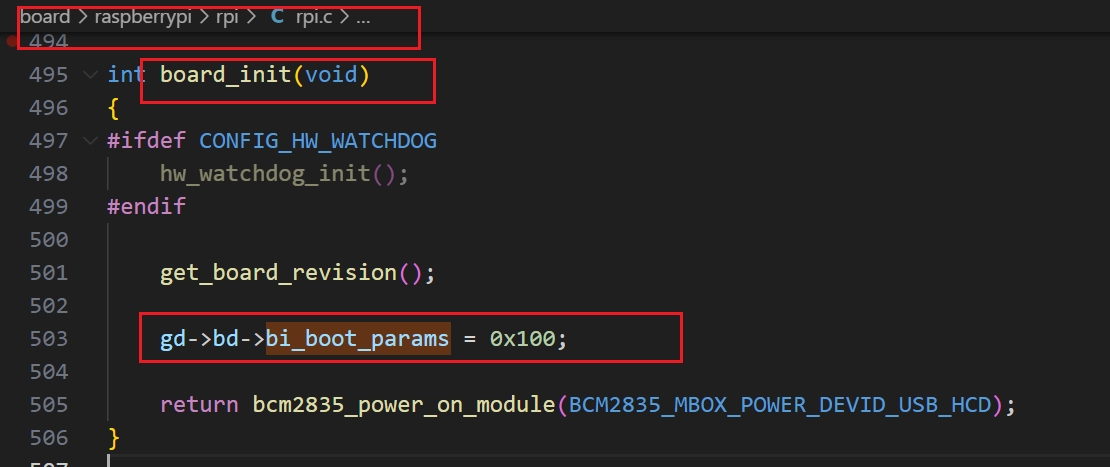 board > raspberrypi > rpi > C rpi.c > ...
494
495 int board_init(void)
496 {
497 #ifdef CONFIG_HW_WATCHDOG
498     hw_watchdog_init();
499 #endif
500
501     get_board_revision();
502
503     gd->bd->bi_boot_params = 0x100;
504
505     return bcm2835_power_on_module(BCM2835_MBOX_POWER_DEVID_USB_HCD);
506 }
507